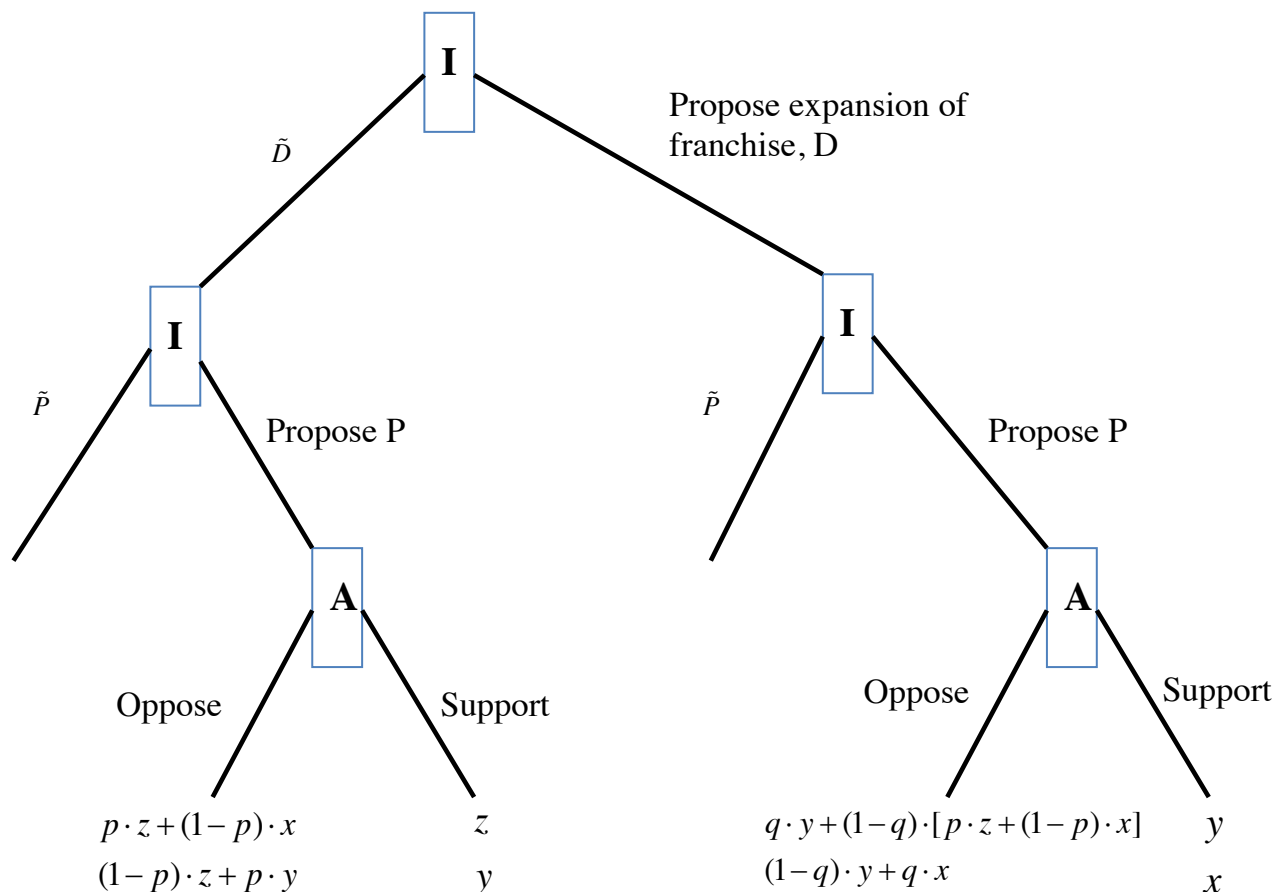 I
Propose expansion of
franchise, D
D̃
I
I
P̃
Propose P
P̃
Propose P
A
A
Oppose
Support
Oppose
Support
p·z+(1−p)·x
z
q·y+(1−q)·[p·z+(1−p)·x]
y
(1−p)·z+p·y
y
(1−q)·y+q·x
x